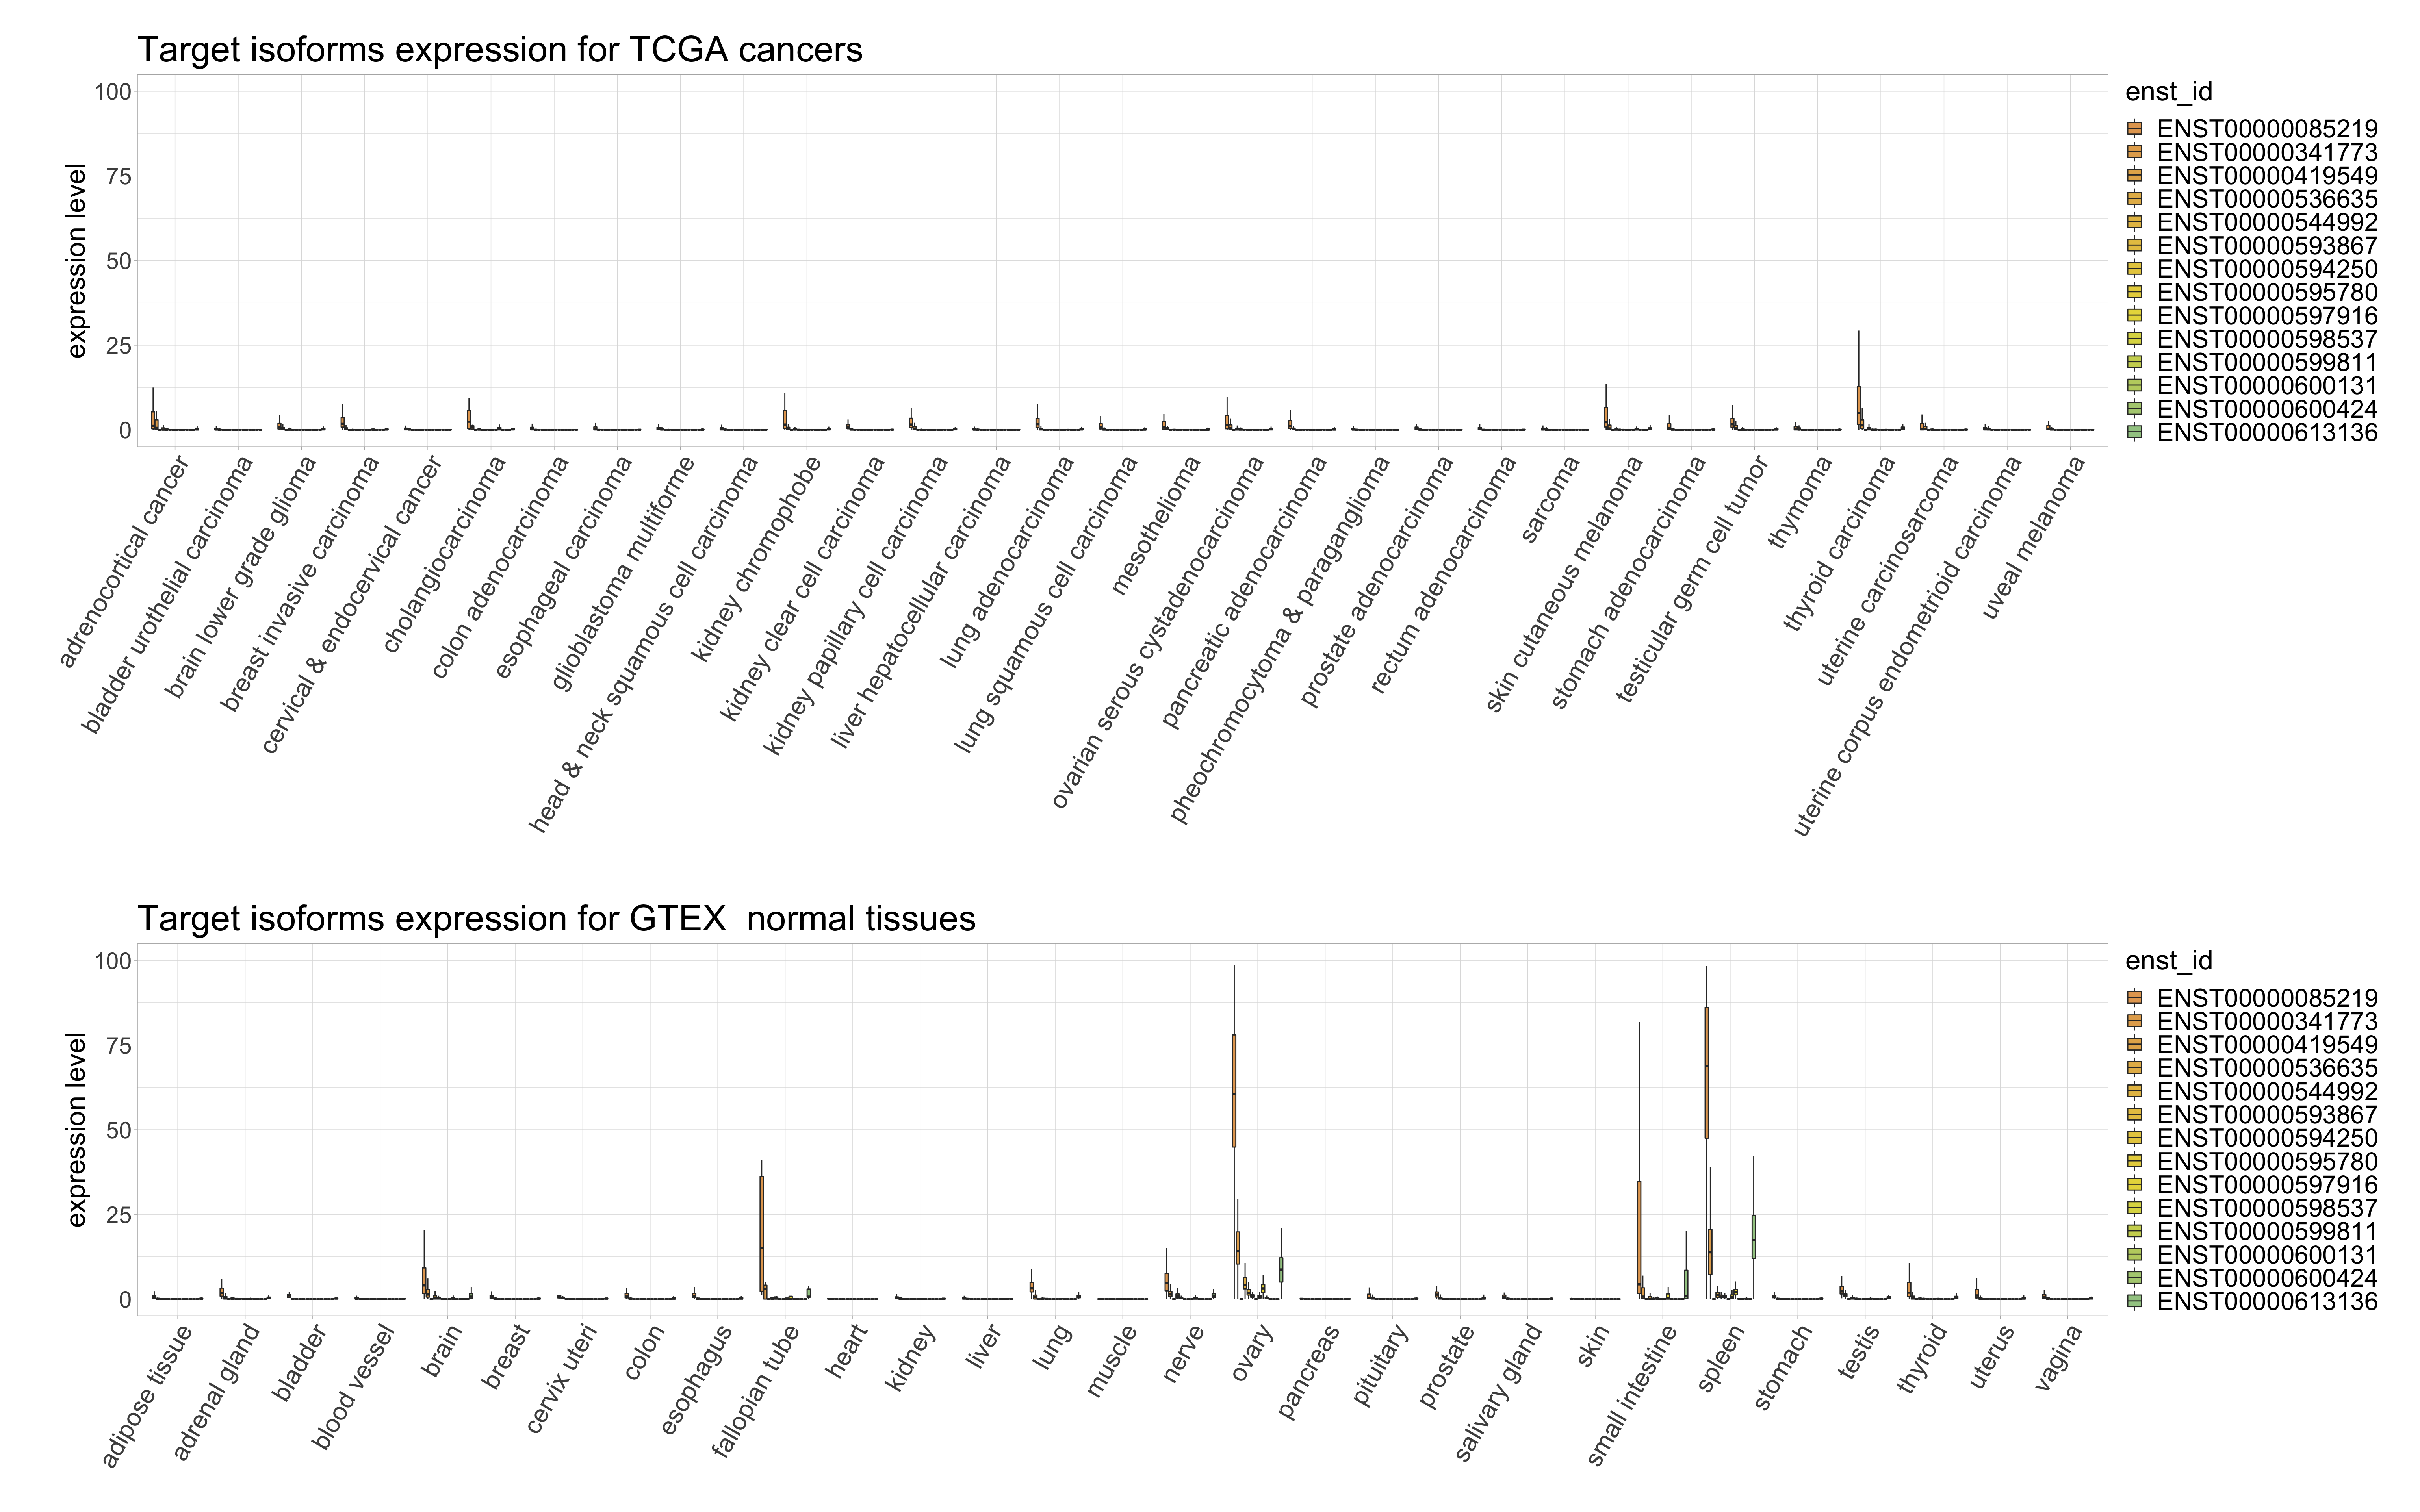 Target isoforms expression for TCGA cancers
expression level
100
75
50
25
0
adrenocortical cancer
bladder urothelial carcinoma
brain lower grade glioma
breast invasive carcinoma
cervical & endocervical cancer
cholangiocarcinoma
colon adenocarcinoma
esophageal carcinoma
glioblastoma multiforme
head & neck squamous cell carcinoma
kidney chromophobe
kidney clear cell carcinoma
kidney papillary cell carcinoma
liver hepatocellular carcinoma
lung adenocarcinoma
lung squamous cell carcinoma
mesothelioma
ovarian serous cystadenocarcinoma
pancreatic adenocarcinoma
pheochromocytoma & paraganglioma
prostate adenocarcinoma
rectum adenocarcinoma
sarcoma
skin cutaneous melanoma
stomach adenocarcinoma
testicular germ cell tumor
thymoma
thyroid carcinoma
uterine carcinosarcoma
uterine corpus endometrioid carcinoma
uveal melanoma
enst_id
ENST00000085219
ENST00000341773
ENST00000419549
ENST00000536635
ENST00000544992
ENST00000593867
ENST00000594250
ENST00000595780
ENST00000597916
ENST00000598537
ENST00000599811
ENST00000600131
ENST00000600424
ENST00000613136
Target isoforms expression for GTEX  normal tissues
expression level
100
75
50
25
0
adipose tissue
adrenal gland
bladder
blood vessel
brain
breast
cervix uteri
colon
esophagus
fallopian tube
heart
kidney
liver
lung
muscle
nerve
ovary
pancreas
pituitary
prostate
salivary gland
skin
small intestine
spleen
stomach
testis
thyroid
uterus
vagina
enst_id
ENST00000085219
ENST00000341773
ENST00000419549
ENST00000536635
ENST00000544992
ENST00000593867
ENST00000594250
ENST00000595780
ENST00000597916
ENST00000598537
ENST00000599811
ENST00000600131
ENST00000600424
ENST00000613136